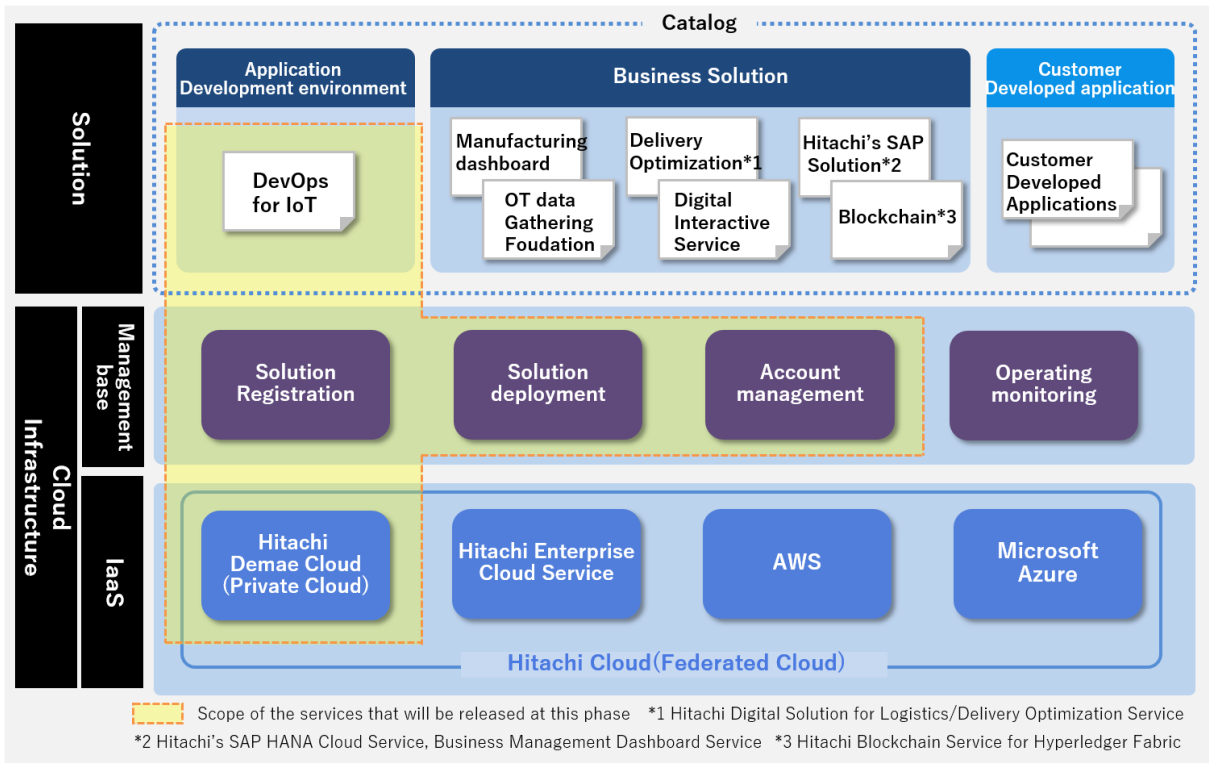 Catalog
Solution
Application
Development environment
DevOps
for IoT
Business Solution
Manufacturing
dashboard
OT data
Gathering
Foudation
Delivery
Optimization*1
Digital
Interactive
Service
Hitachi's SAP
Solution*2
Blockchain*3
Customer
Developed application
Customer
Developed
Applications
Cloud
Infrastructure
Management
base
Solution
Registration
Solution
deployment
Account
management
Operating
monitoring
IaaS
Hitachi
Demae Cloud
(Private Cloud)
Hitachi Enterprise
Cloud Service
AWS
Microsoft
Azure
Hitachi Cloud(Federated Cloud)
Scope of the services that will be released at this phase *1 Hitachi Digital Solution for Logistics/Delivery Optimization Service
*2 Hitachi's SAP HANA Cloud Service, Business Management Dashboard Service *3 Hitachi Blockchain Service for Hyperledger Fabric